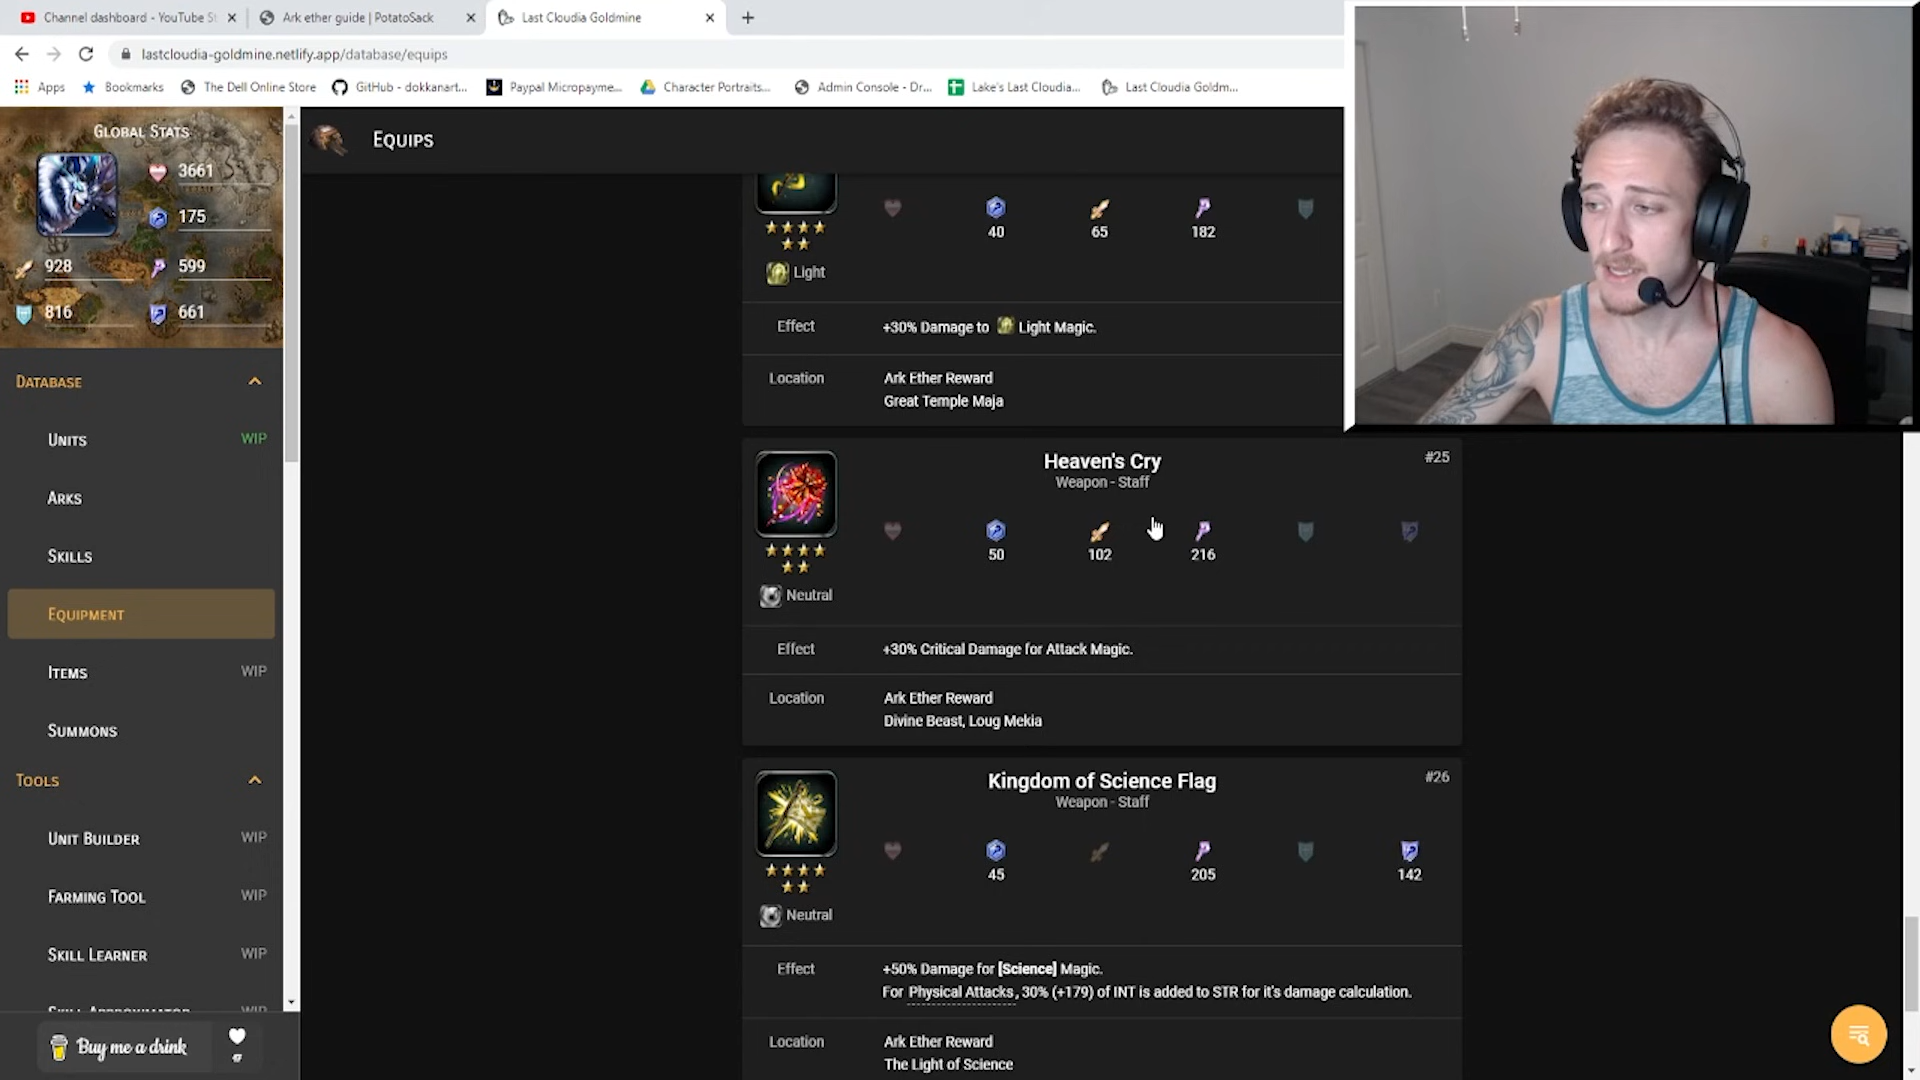 Channel dashboard - YouTube St
Ark ether guide | PotatoSack
Last Cloudia Goldmine
lastcloudia-goldmine.netlify.app/database/equips
Apps
Bookmarks
The Dell Online Store
GitHub - dokkanart...
Paypal Micropayme...
Character Portraits...
Admin Console - Dr...
Lake's Last Cloudia...
Last Cloudia Goldm...
Global Stats
3661
175
928
599
816
661
Database
Units WIP
Arks
Skills
Equipment
Items WIP
Summons
Tools
Unit Builder WIP
Farming Tool WIP
Skill Learner WIP
Buy me a drink
Equips
40
65
182
Light
Effect
+30% Damage to Light Magic.
Location
Ark Ether Reward
Great Temple Maja
Heaven's Cry
#25
Weapon - Staff
50
102
216
Neutral
Effect
+30% Critical Damage for Attack Magic.
Location
Ark Ether Reward
Divine Beast, Loug Mekia
Kingdom of Science Flag
#26
Weapon - Staff
45
205
142
Neutral
Effect
+50% Damage for [Science] Magic.
For Physical Attacks, 30% (+179) of INT is added to STR for it's damage calculation.
Location
Ark Ether Reward
The Light of Science